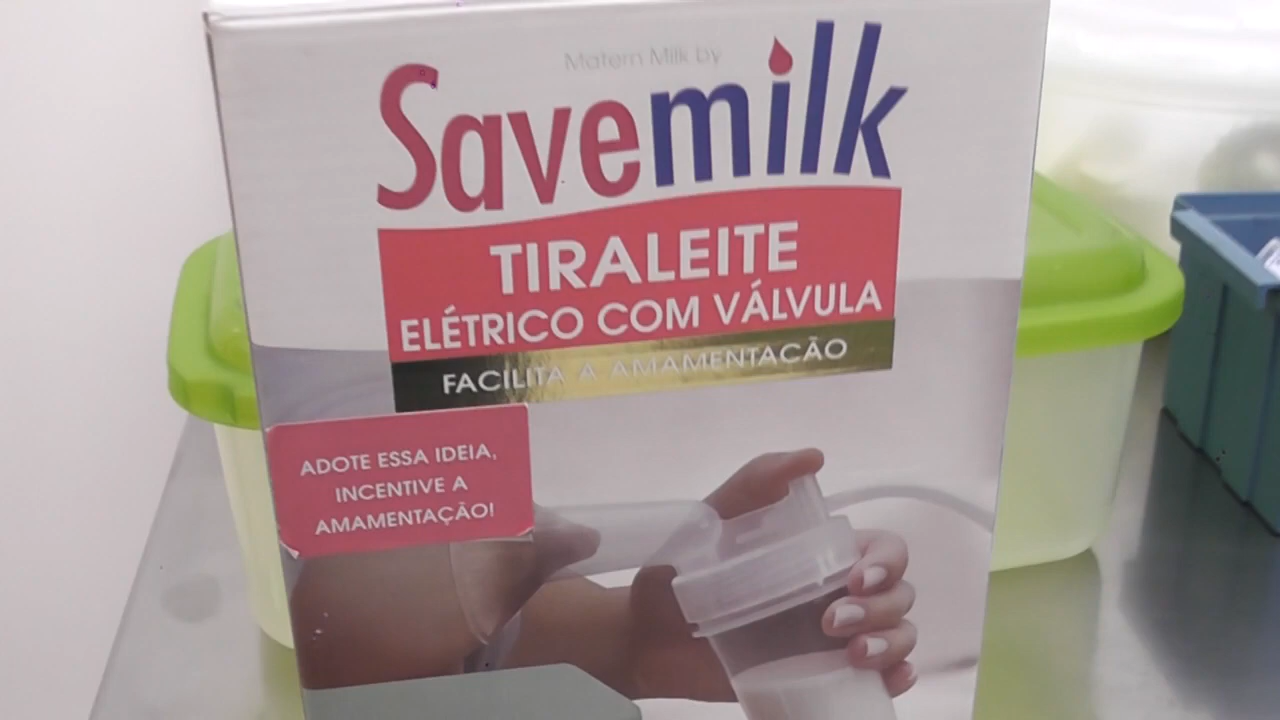 Matern Milk by
Savemilk
TIRALEITE
ELÉTRICO COM VÁLVULA
FACILITA A AMAMENTAÇÃO
ADOTE ESSA IDEIA,
INCENTIVE A
AMAMENTAÇÃO!